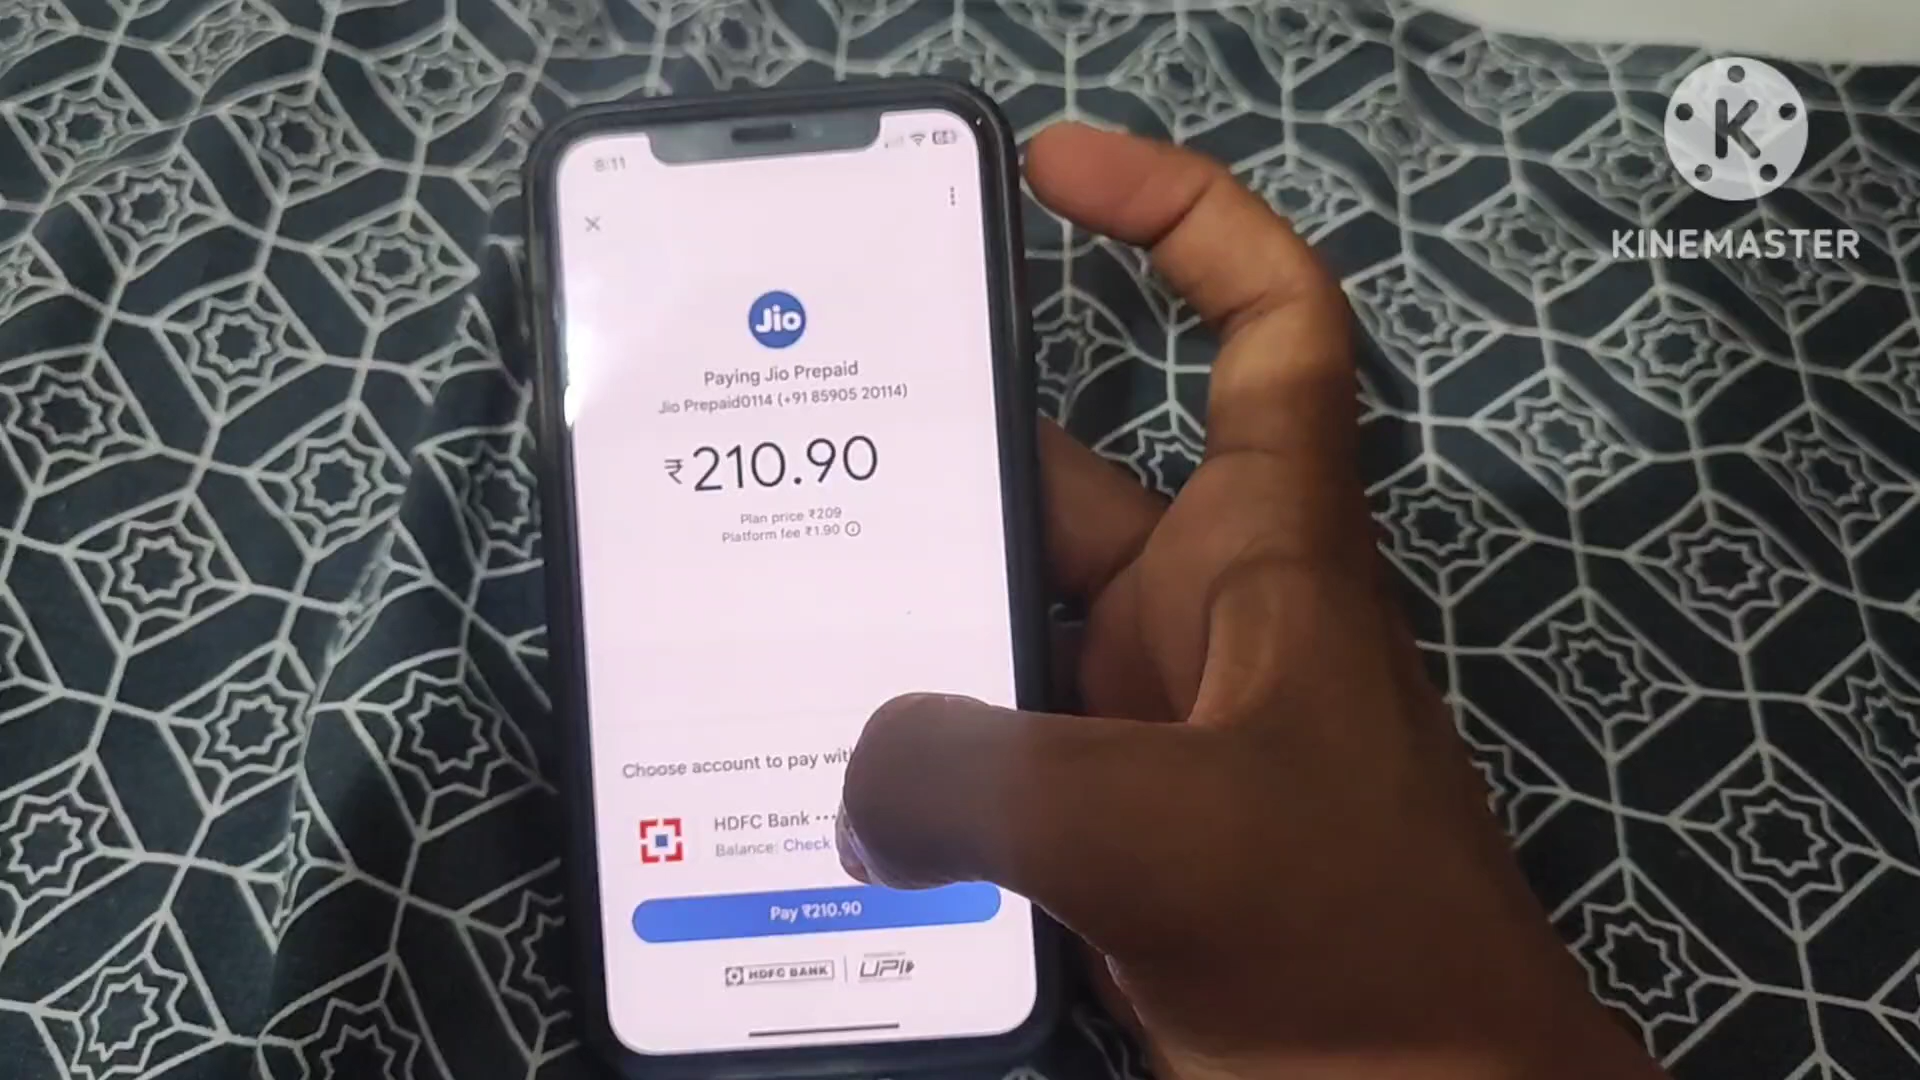 8:11
64
Jio
Paying Jio Prepaid
Jio Prepaid0114 (+91 85905 20114)
₹210.90
Plan price ₹209
Platform fee ₹1.90
Choose account to pay with
HDFC Bank ···
Balance: Check
Pay ₹210.90
HDFC BANK
UPI
K
KINEMASTER